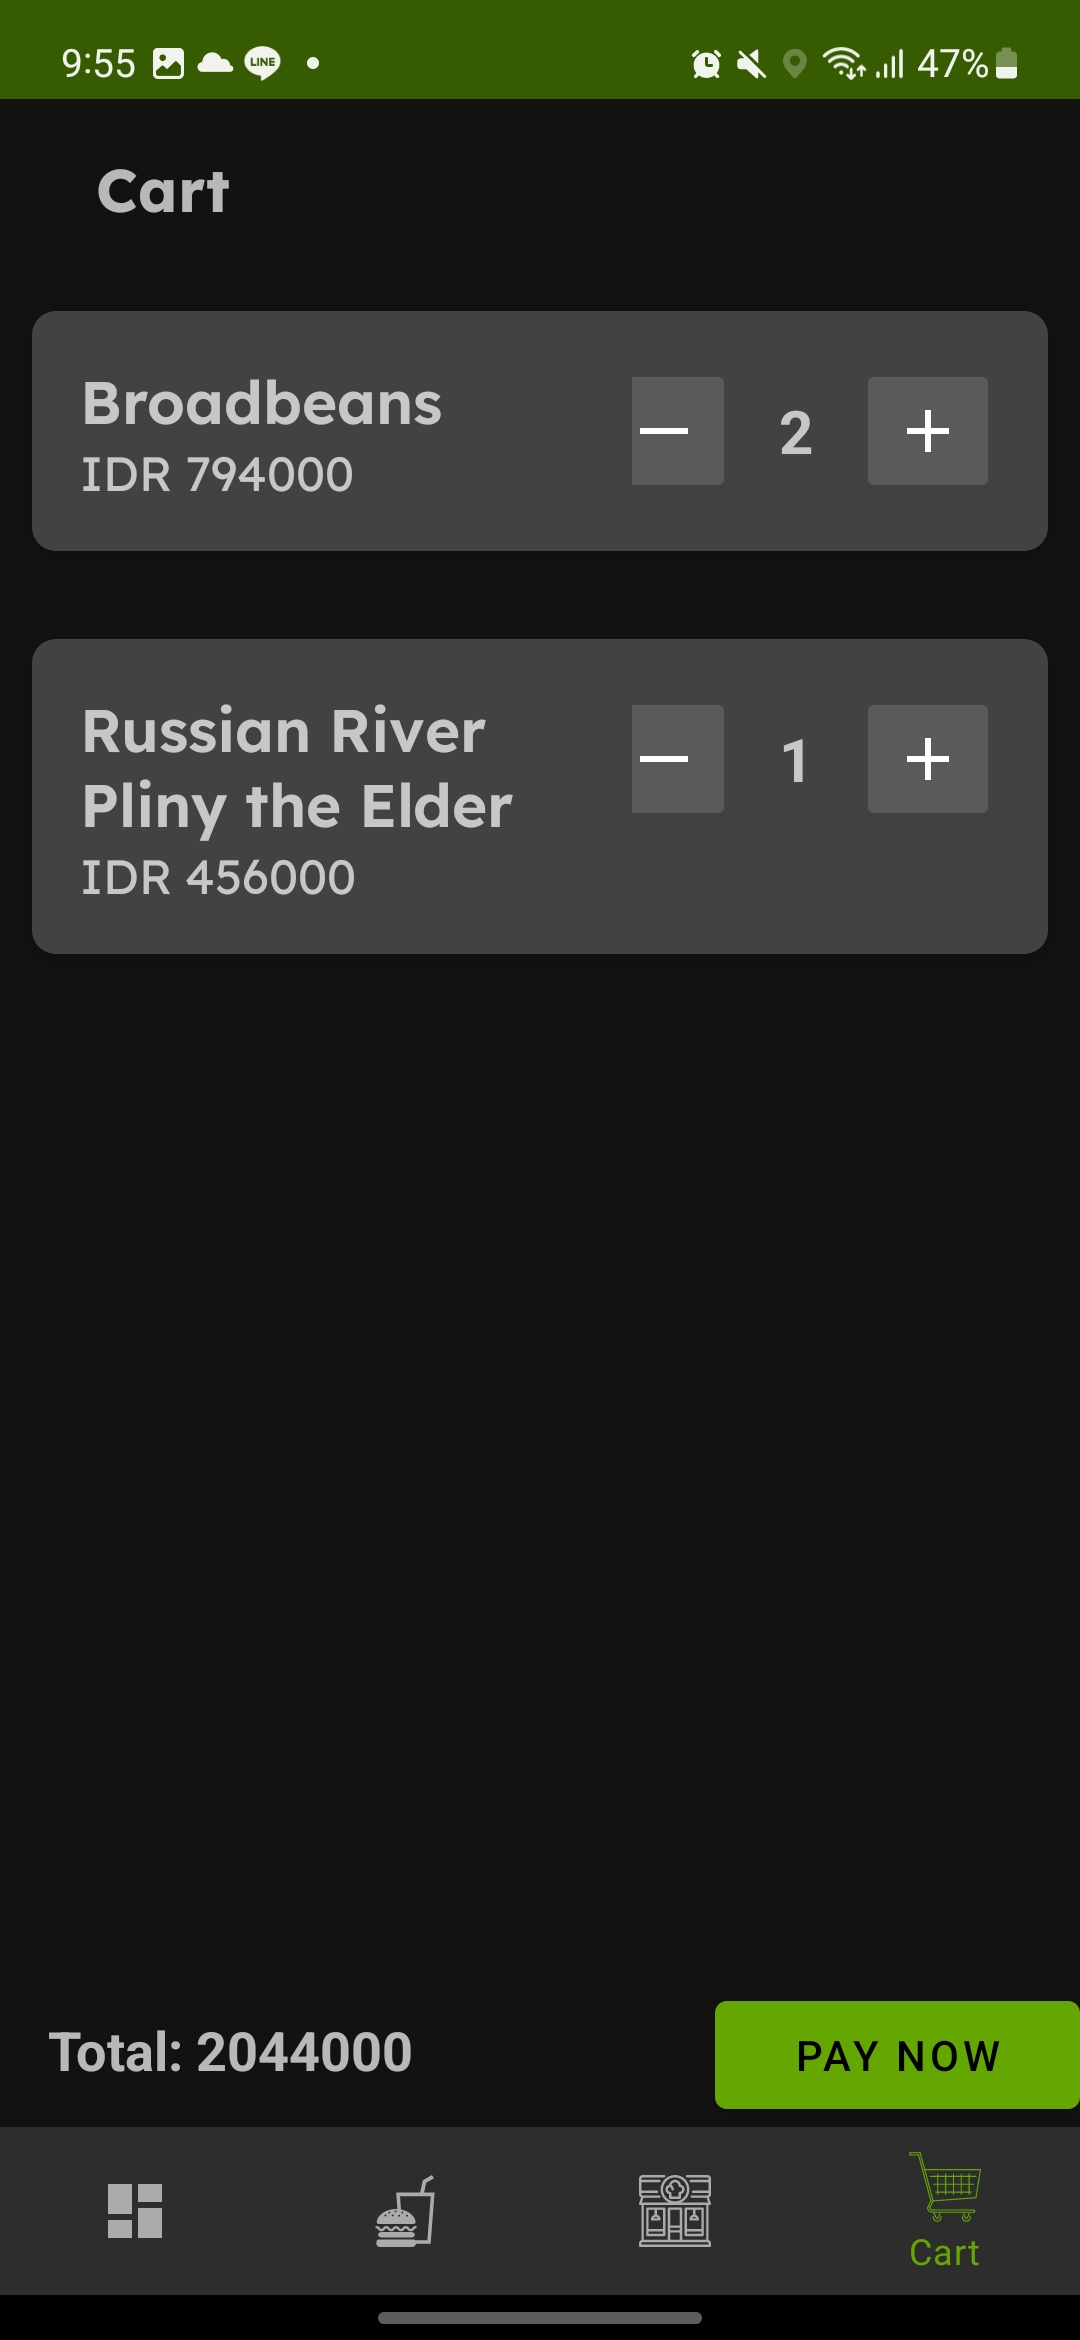 9:55 LINE 47%
Cart
Broadbeans
IDR 794000
2
Russian River
Pliny the Elder
IDR 456000
1
Total: 2044000
PAY NOW
Cart